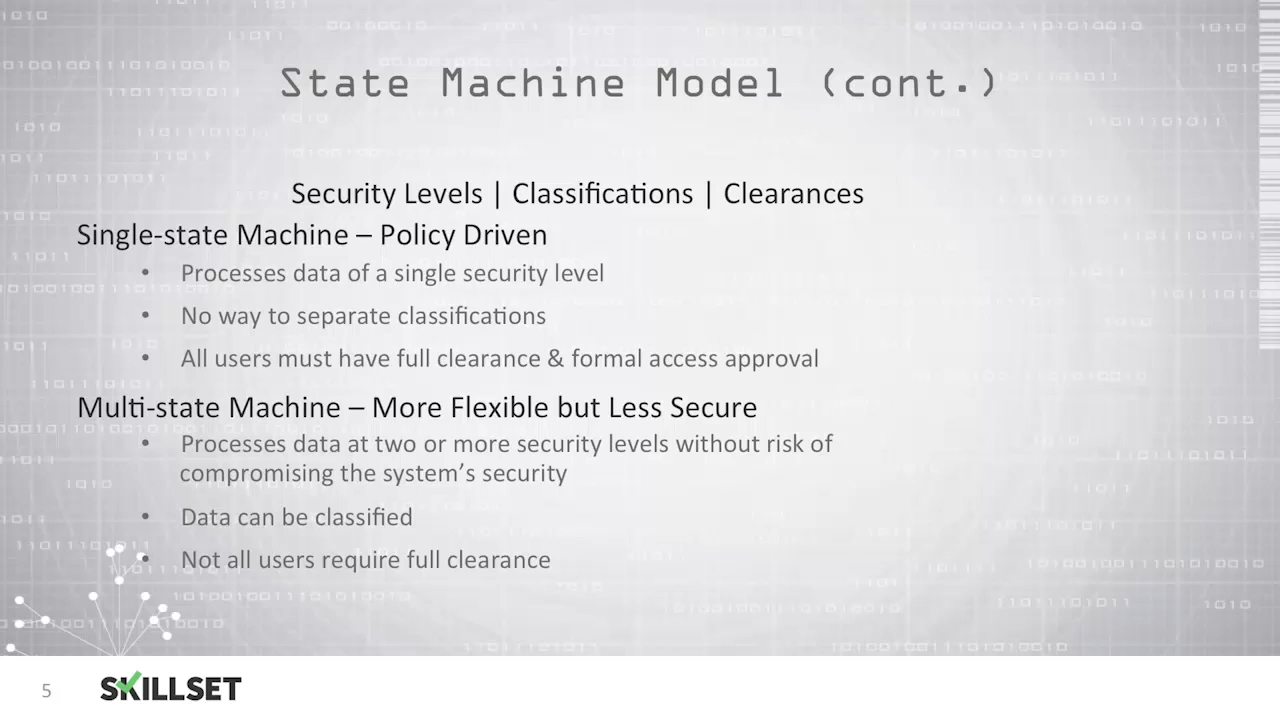 State Machine Model (cont.)
Security Levels | Classifications | Clearances
Single-state Machine – Policy Driven
• Processes data of a single security level
• No way to separate classifications
• All users must have full clearance & formal access approval
Multi-state Machine – More Flexible but Less Secure
• Processes data at two or more security levels without risk of
compromising the system’s security
• Data can be classified
• Not all users require full clearance
5
SKILLSET